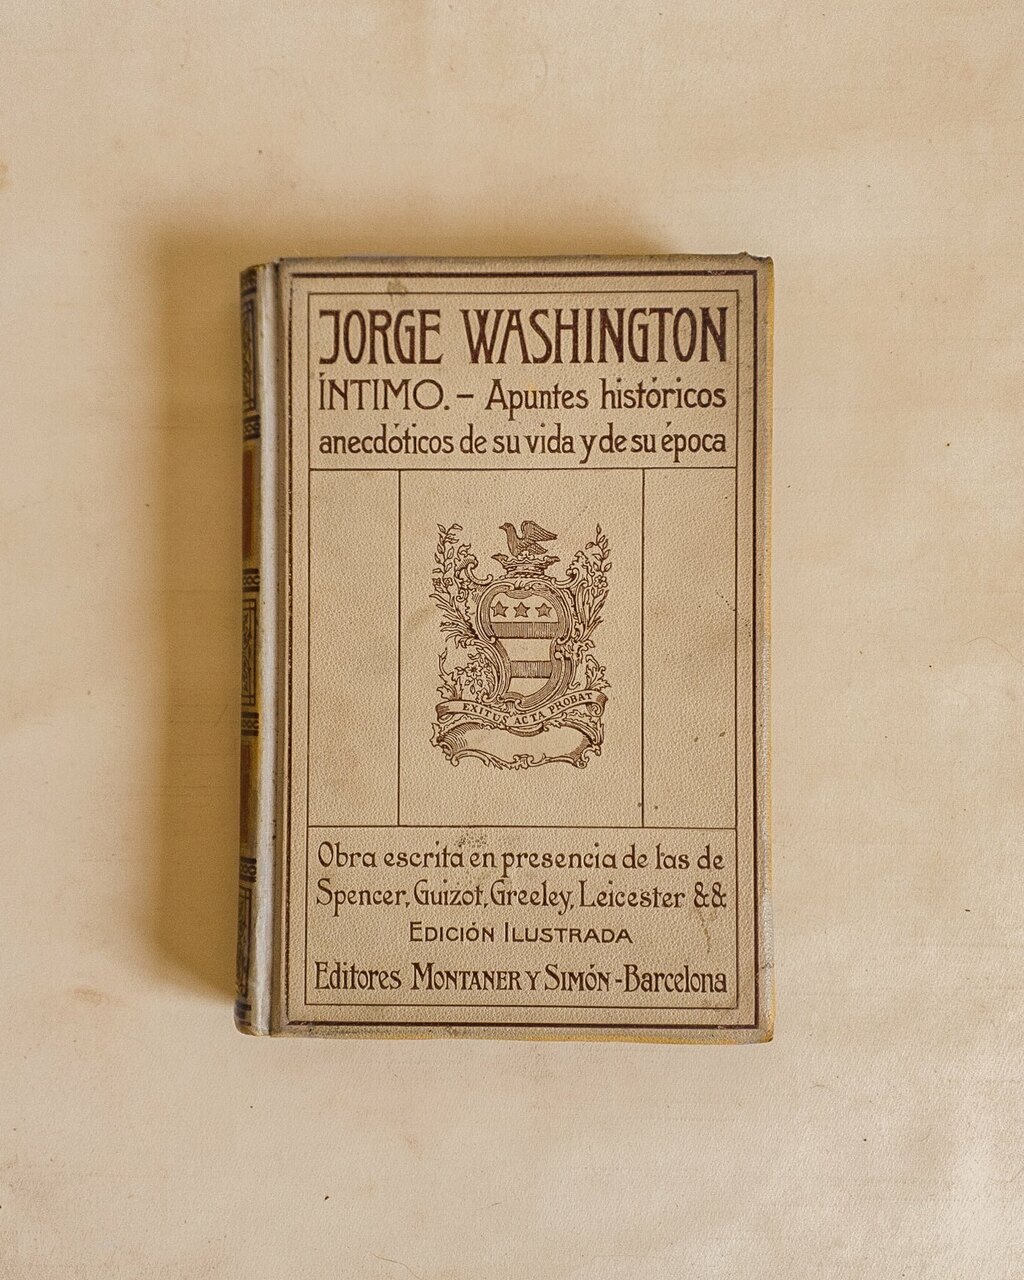 JORGE WASHINGTON
ÍNTIMO. – Apuntes históricos
anecdóticos de su vida y de su época
EXITUS ACTA PROBAT
Obra escrita en presencia de las de
Spencer, Guizot, Greeley, Leicester &&
EDICIÓN ILUSTRADA
Editores MONTANER Y SIMÓN - Barcelona